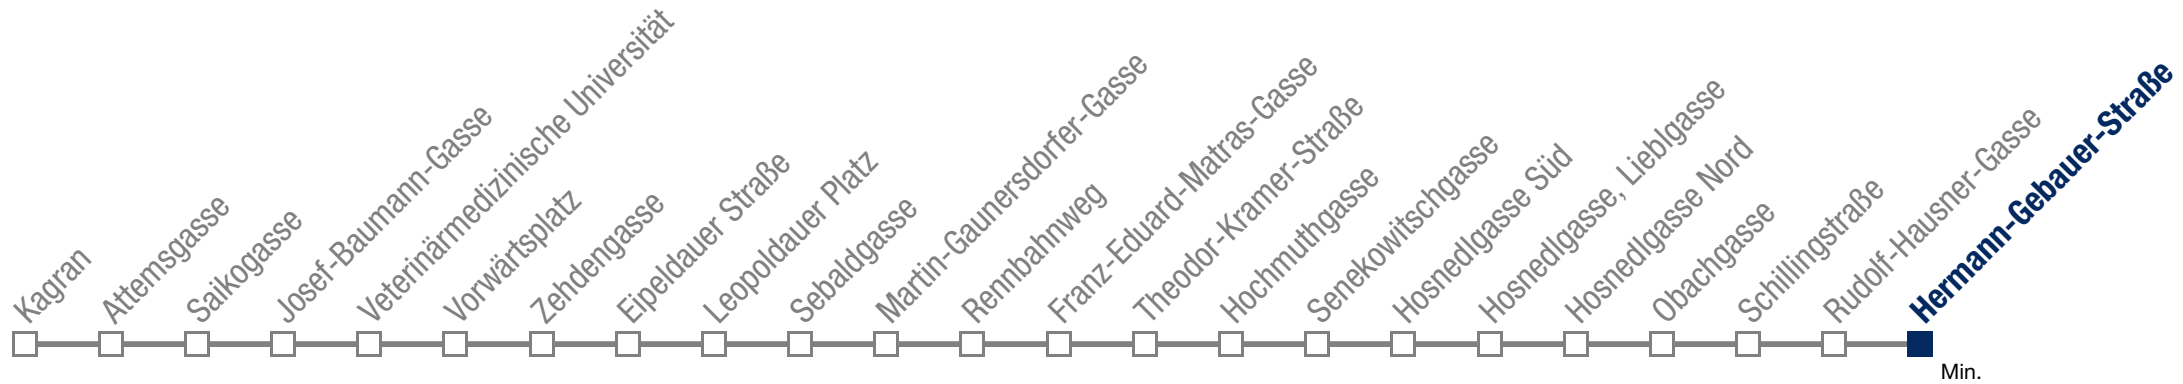 Kagran
Attemsgasse
Saikogasse
Josef-Baumann-Gasse
Veterinärmedizinische Universität
Vorwärtsplatz
Zehdengasse
Eipeldauer Straße
Leopoldauer Platz
Sebaldgasse
Martin-Gaunersdorfer-Gasse
Rennbahnweg
Franz-Eduard-Matras-Gasse
Theodor-Kramer-Straße
Hochmuthgasse
Senekowitschgasse
Hosnedlgasse Süd
Hosnedlgasse, Lieblgasse
Hosnedlgasse Nord
Obachgasse
Schillingstraße
Rudolf-Hausner-Gasse
Hermann-Gebauer-Straße
Min.